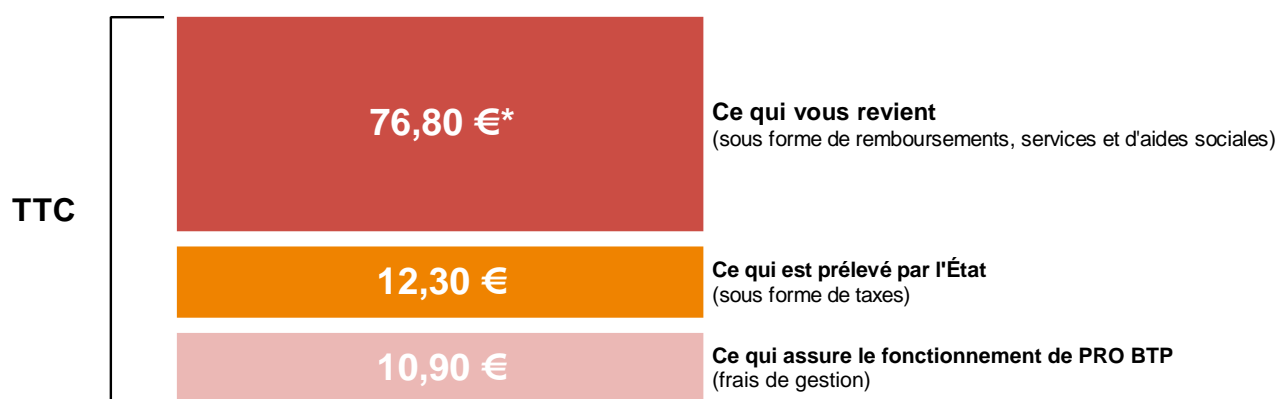 76,80 €*
Ce qui vous revient
(sous forme de remboursements, services et d'aides sociales)
TTC
12,30 €
Ce qui est prélevé par l'État
(sous forme de taxes)
10,90 €
Ce qui assure le fonctionnement de PRO BTP
(frais de gestion)